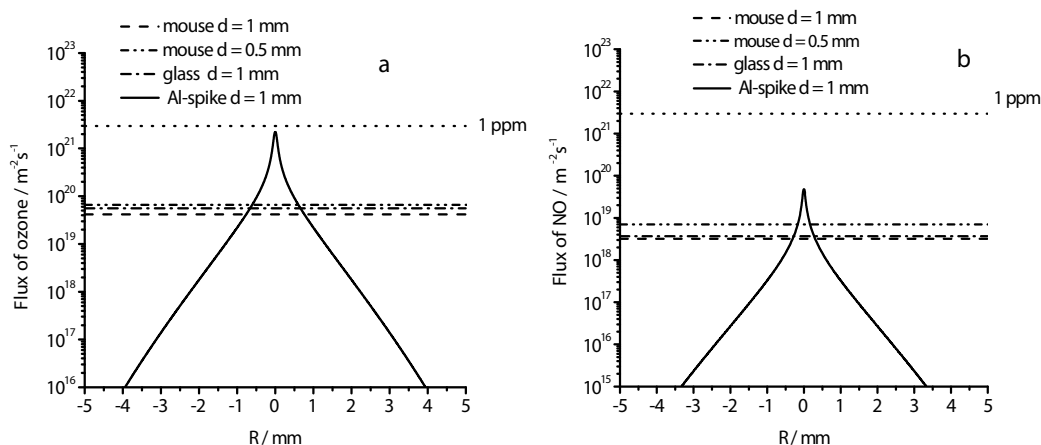 mouse d = 1 mm
mouse d = 0.5 mm
glass d = 1 mm
Al-spike d = 1 mm
a
10²³
10²²
10²¹
10²⁰
10¹⁹
10¹⁸
10¹⁷
10¹⁶
Flux of ozone / m⁻²s⁻¹
1 ppm
-5 -4 -3 -2 -1 0 1 2 3 4 5
R / mm
mouse d = 1 mm
mouse d = 0.5 mm
glass d = 1 mm
Al-spike d = 1 mm
b
10²³
10²²
10²¹
10²⁰
10¹⁹
10¹⁸
10¹⁷
10¹⁶
10¹⁵
Flux of NO / m⁻²s⁻¹
1 ppm
-5 -4 -3 -2 -1 0 1 2 3 4 5
R / mm